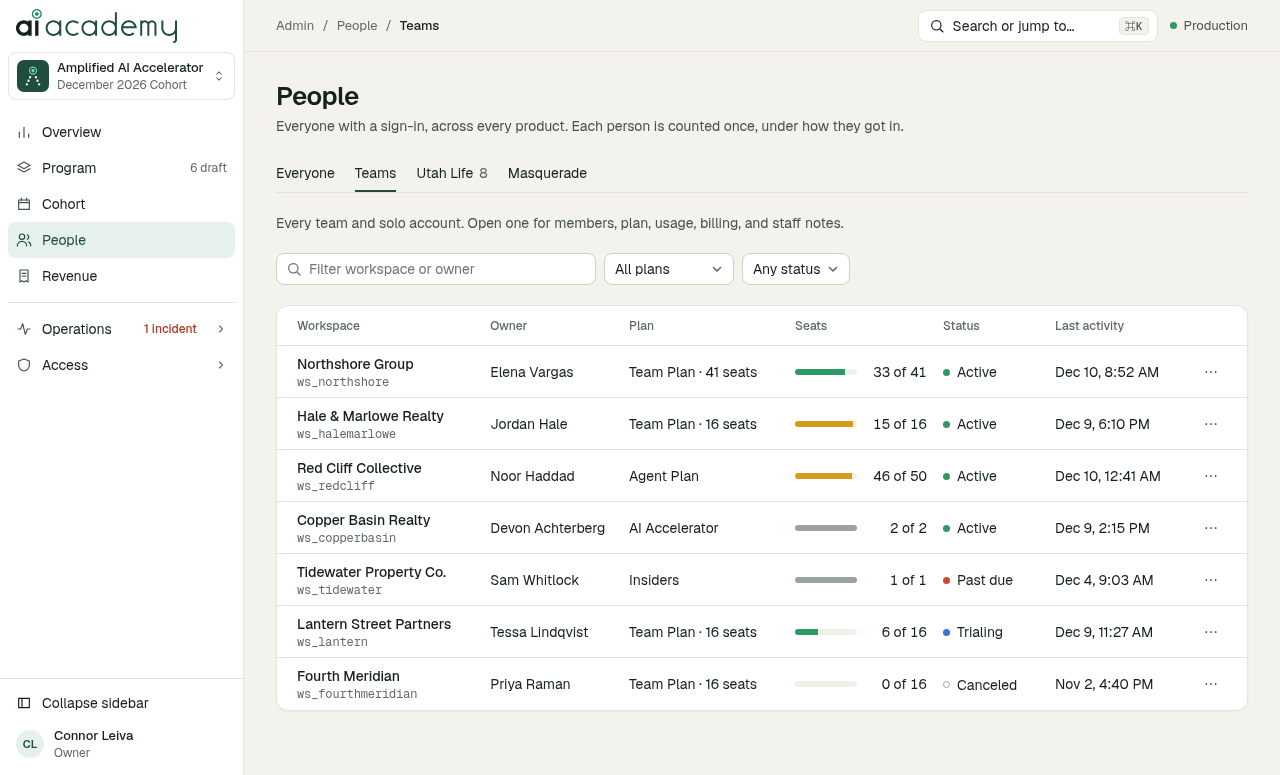 ai academy
Amplified AI Accelerator
December 2026 Cohort
Overview
Program 6 draft
Cohort
People
Revenue
Operations 1 incident
Access
Collapse sidebar
CL
Connor Leiva
Owner
Admin / People / Teams
Search or jump to… ⌘K
Production
People
Everyone with a sign-in, across every product. Each person is counted once, under how they got in.
Everyone Teams Utah Life 8 Masquerade
Every team and solo account. Open one for members, plan, usage, billing, and staff notes.
Filter workspace or owner All plans Any status
Workspace Owner Plan Seats Status Last activity
Northshore Group
ws_northshore
Elena Vargas Team Plan · 41 seats 33 of 41 Active Dec 10, 8:52 AM ···
Hale & Marlowe Realty
ws_halemarlowe
Jordan Hale Team Plan · 16 seats 15 of 16 Active Dec 9, 6:10 PM ···
Red Cliff Collective
ws_redcliff
Noor Haddad Agent Plan 46 of 50 Active Dec 10, 12:41 AM ···
Copper Basin Realty
ws_copperbasin
Devon Achterberg AI Accelerator 2 of 2 Active Dec 9, 2:15 PM ···
Tidewater Property Co.
ws_tidewater
Sam Whitlock Insiders 1 of 1 Past due Dec 4, 9:03 AM ···
Lantern Street Partners
ws_lantern
Tessa Lindqvist Team Plan · 16 seats 6 of 16 Trialing Dec 9, 11:27 AM ···
Fourth Meridian
ws_fourthmeridian
Priya Raman Team Plan · 16 seats 0 of 16 Canceled Nov 2, 4:40 PM ···